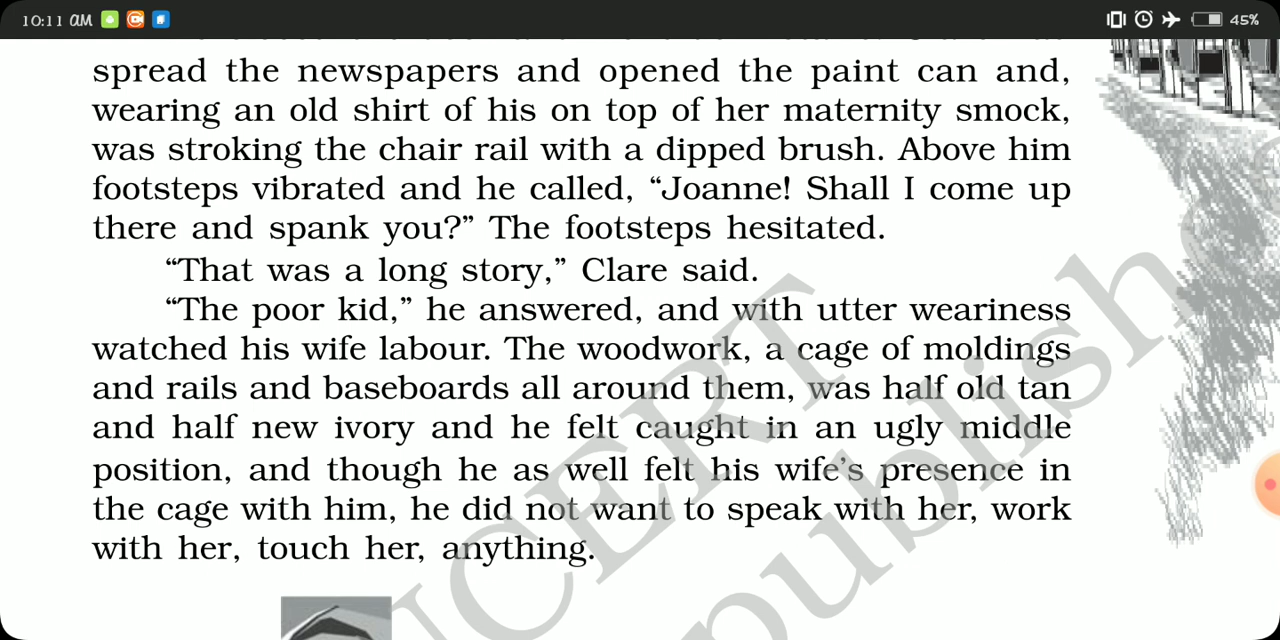 10:11 AM 45%
spread the newspapers and opened the paint can and,
wearing an old shirt of his on top of her maternity smock,
was stroking the chair rail with a dipped brush. Above him
footsteps vibrated and he called, “Joanne! Shall I come up
there and spank you?” The footsteps hesitated.
“That was a long story,” Clare said.
“The poor kid,” he answered, and with utter weariness
watched his wife labour. The woodwork, a cage of moldings
and rails and baseboards all around them, was half old tan
and half new ivory and he felt caught in an ugly middle
position, and though he as well felt his wife’s presence in
the cage with him, he did not want to speak with her, work
with her, touch her, anything.
NCERT
publish